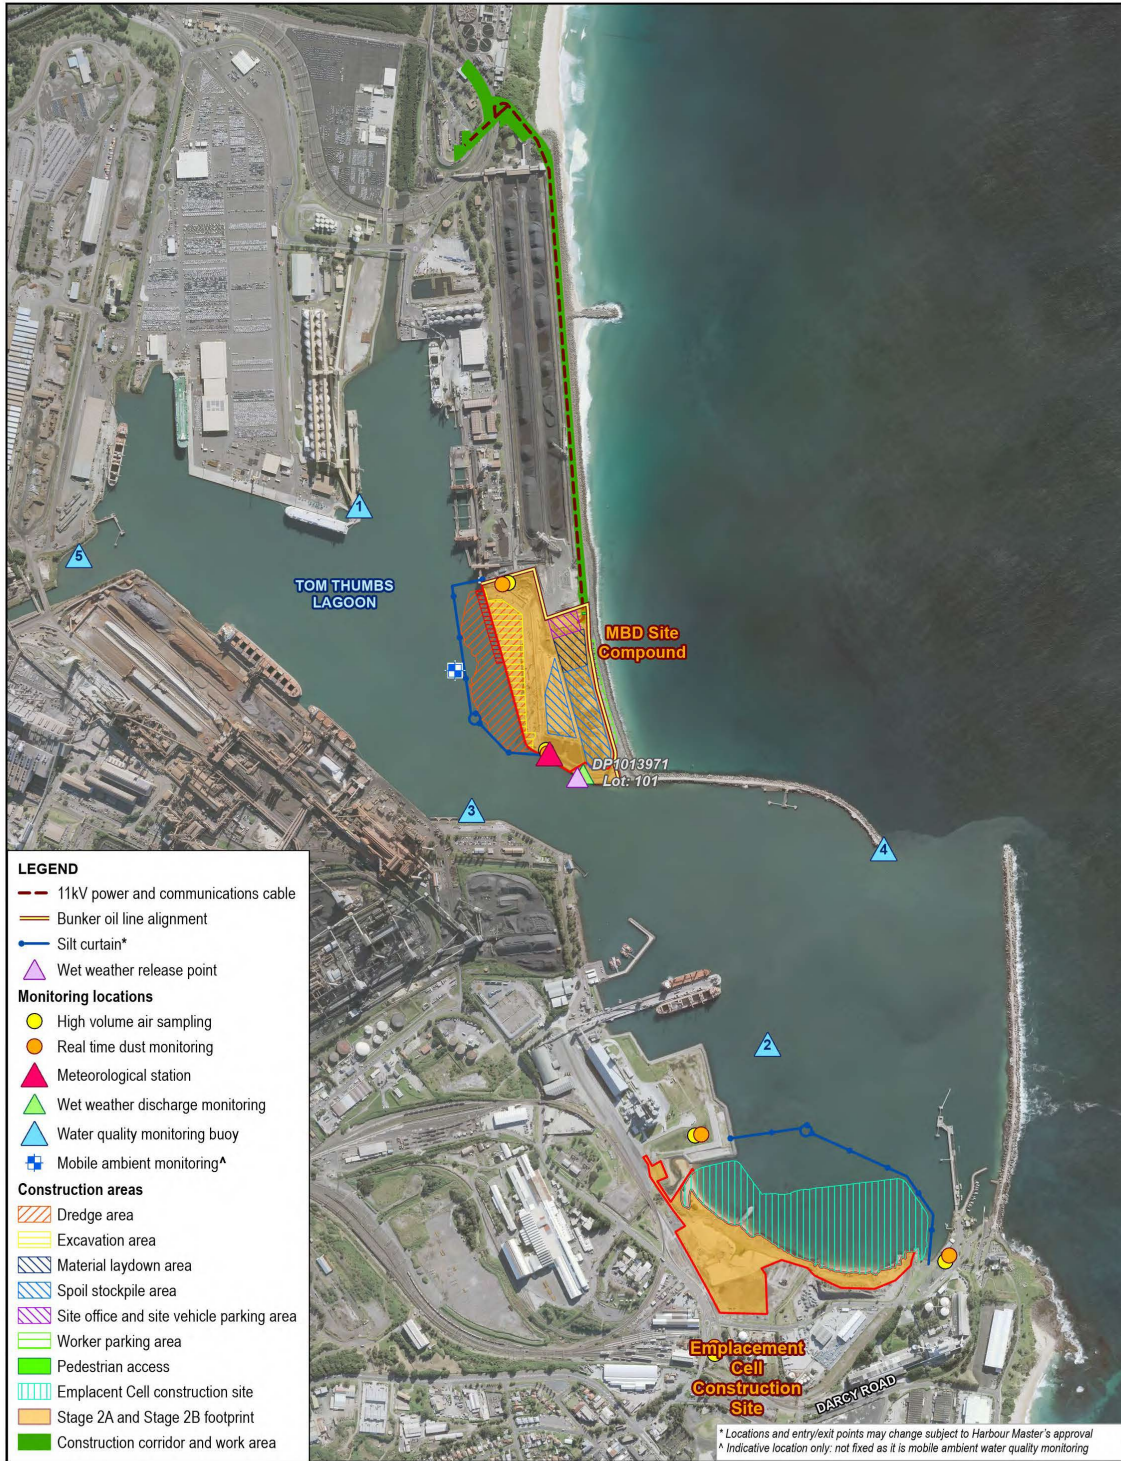 1
5
TOM THUMBS
LAGOON
MBD Site
Compound
DP1013971
Lot: 101
3
4
2
Emplacement
Cell
Construction
Site
DARCY ROAD
LEGEND
11kV power and communications cable
Bunker oil line alignment
Silt curtain*
Wet weather release point
Monitoring locations
High volume air sampling
Real time dust monitoring
Meteorological station
Wet weather discharge monitoring
Water quality monitoring buoy
Mobile ambient monitoring^
Construction areas
Dredge area
Excavation area
Material laydown area
Spoil stockpile area
Site office and site vehicle parking area
Worker parking area
Pedestrian access
Emplacent Cell construction site
Stage 2A and Stage 2B footprint
Construction corridor and work area
* Locations and entry/exit points may change subject to Harbour Master's approval
^ Indicative location only: not fixed as it is mobile ambient water quality monitoring